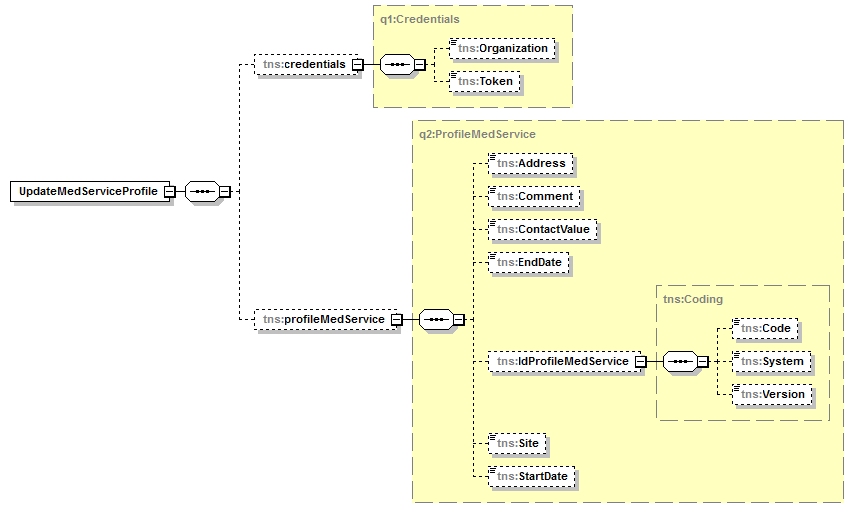 q1:Credentials
tns:Organization
tns:credentials
tns:Token
q2:ProfileMedService
tns:Address
UpdateMedServiceProfile
tns:Comment
tns:ContactValue
tns:EndDate
tns:Coding
tns:profileMedService
tns:Code
tns:IdProfileMedService
tns:System
tns:Version
tns:Site
tns:StartDate